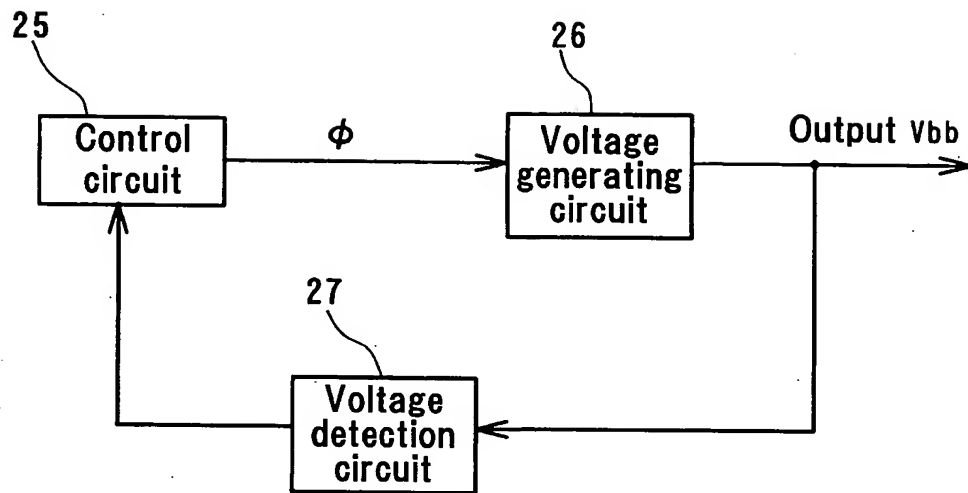 25
Control
circuit
ϕ
26
Voltage
generating
circuit
Output Vbb
27
Voltage
detection
circuit